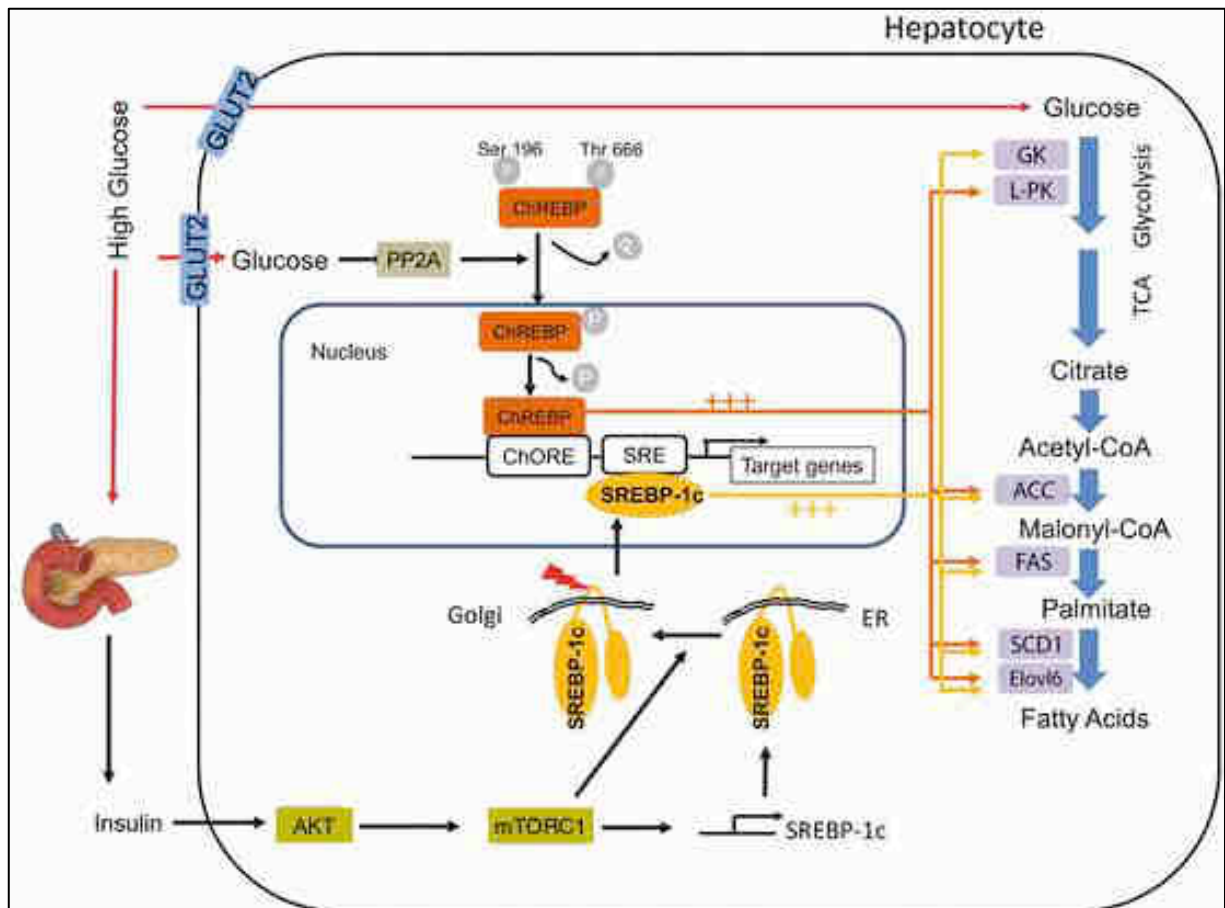 Hepatocyte
GLUT2
High Glucose
Glucose
Ser 196
Thr 666
P
P
ChREBP
GK
L-PK
Glycolysis
GLUT2
Glucose
PP2A
P
TCA
ChREBP
P
Nucleus
P
Citrate
ChREBP
+++
ChORE
SRE
Target genes
Acetyl-CoA
SREBP-1c
+++
ACC
Malonyl-CoA
FAS
Golgi
SREBP-1c
SREBP-1c
ER
Palmitate
SCD1
Elovl6
Fatty Acids
Insulin
AKT
mTORC1
SREBP-1c